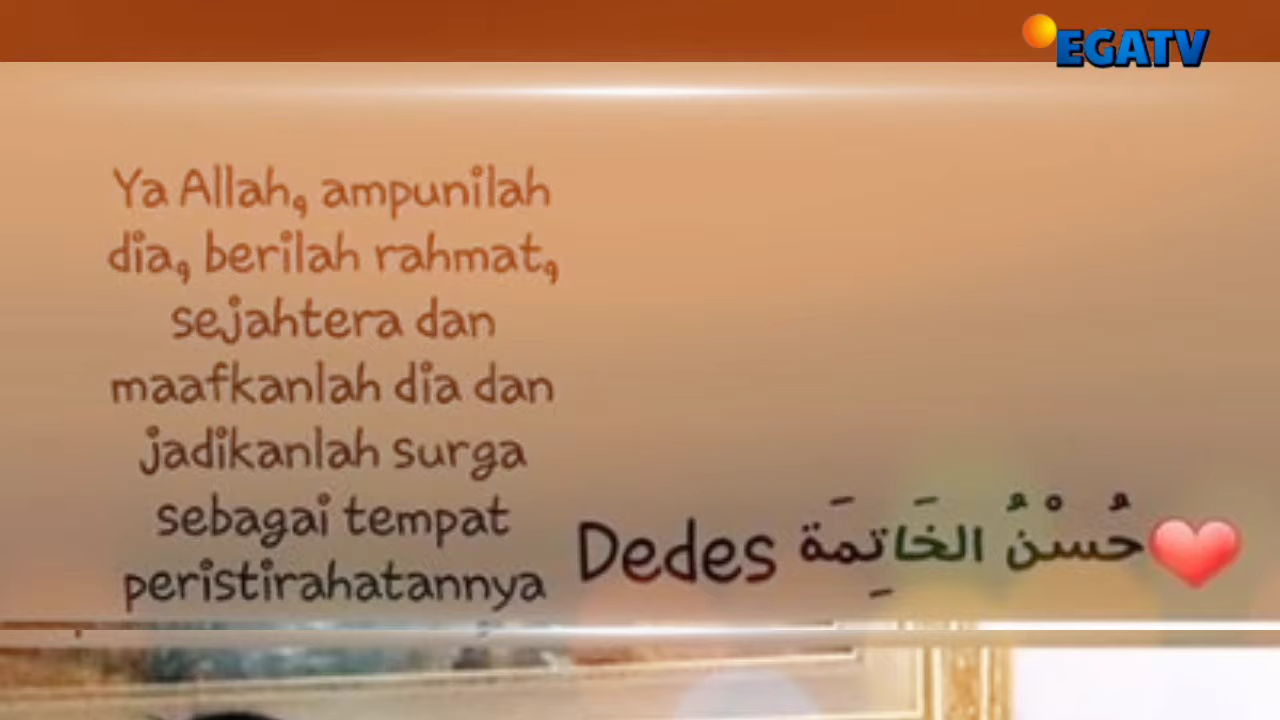 EGATV
Ya Allah, ampunilah
dia, berilah rahmat,
sejahtera dan
maafkanlah dia dan
jadikanlah surga
sebagai tempat
peristirahatannya
Dedes حُسْنُ الخَاتِمَة